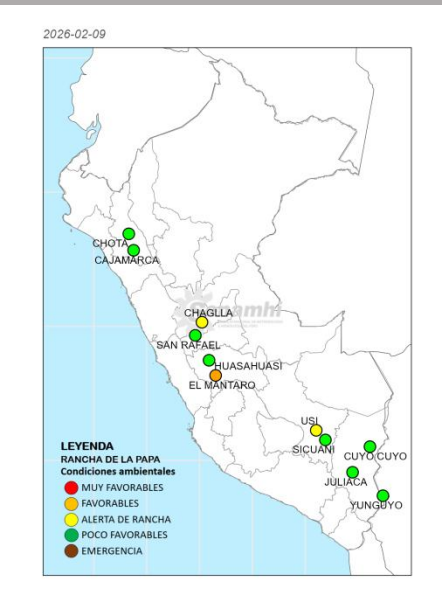 2026-02-09
CHOTA
CAJAMARCA
CHAGLLA
SAN RAFAEL
HUASAHUASI
EL MANTARO
USI
SICUANI
CUYO CUYO
JULIACA
YUNGUYO
LEYENDA
RANCHA DE LA PAPA
Condiciones ambientales
MUY FAVORABLES
FAVORABLES
ALERTA DE RANCHA
POCO FAVORABLES
EMERGENCIA